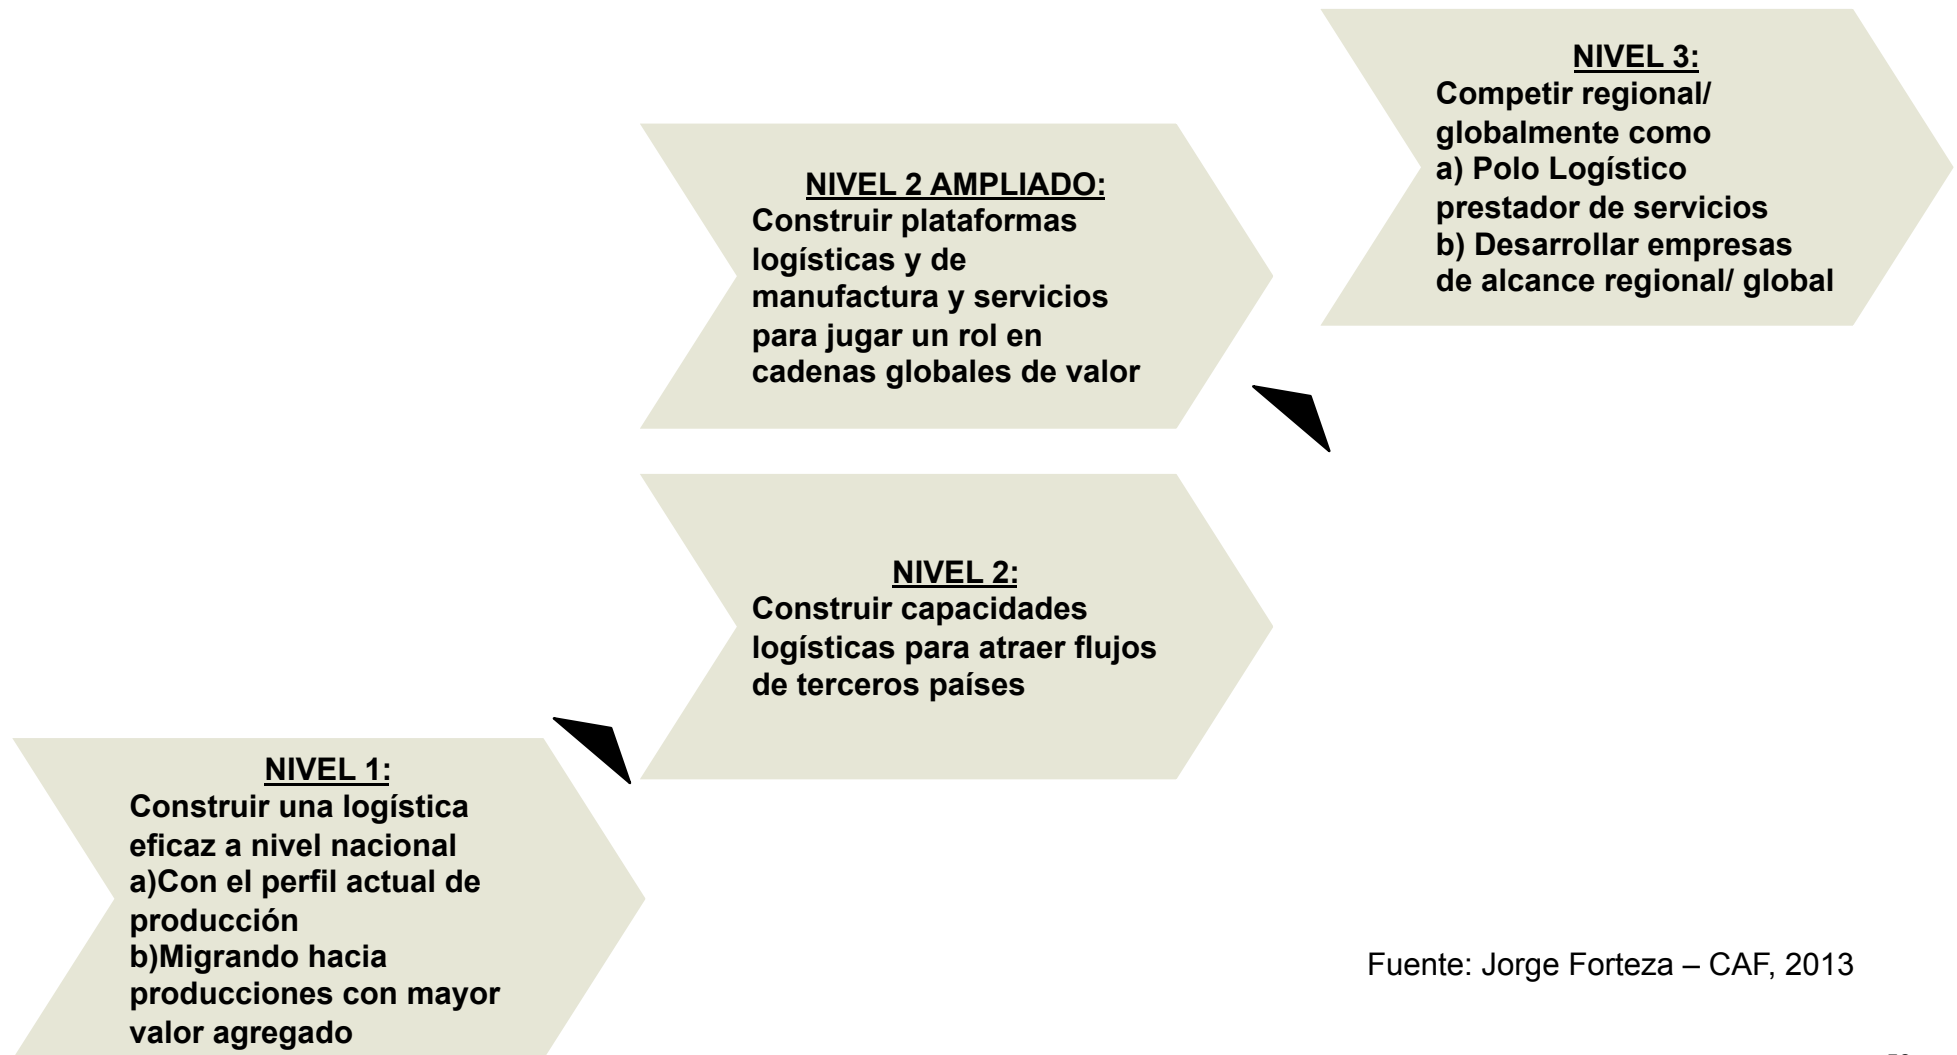 NIVEL 3:
Competir regional/
globalmente como
a) Polo Logístico
prestador de servicios
b) Desarrollar empresas
de alcance regional/ global
NIVEL 2 AMPLIADO:
Construir plataformas
logísticas y de
manufactura y servicios
para jugar un rol en
cadenas globales de valor
NIVEL 2:
Construir capacidades
logísticas para atraer flujos
de terceros países
NIVEL 1:
Construir una logística
eficaz a nivel nacional
a)Con el perfil actual de
producción
b)Migrando hacia
producciones con mayor
valor agregado
Fuente: Jorge Forteza – CAF, 2013